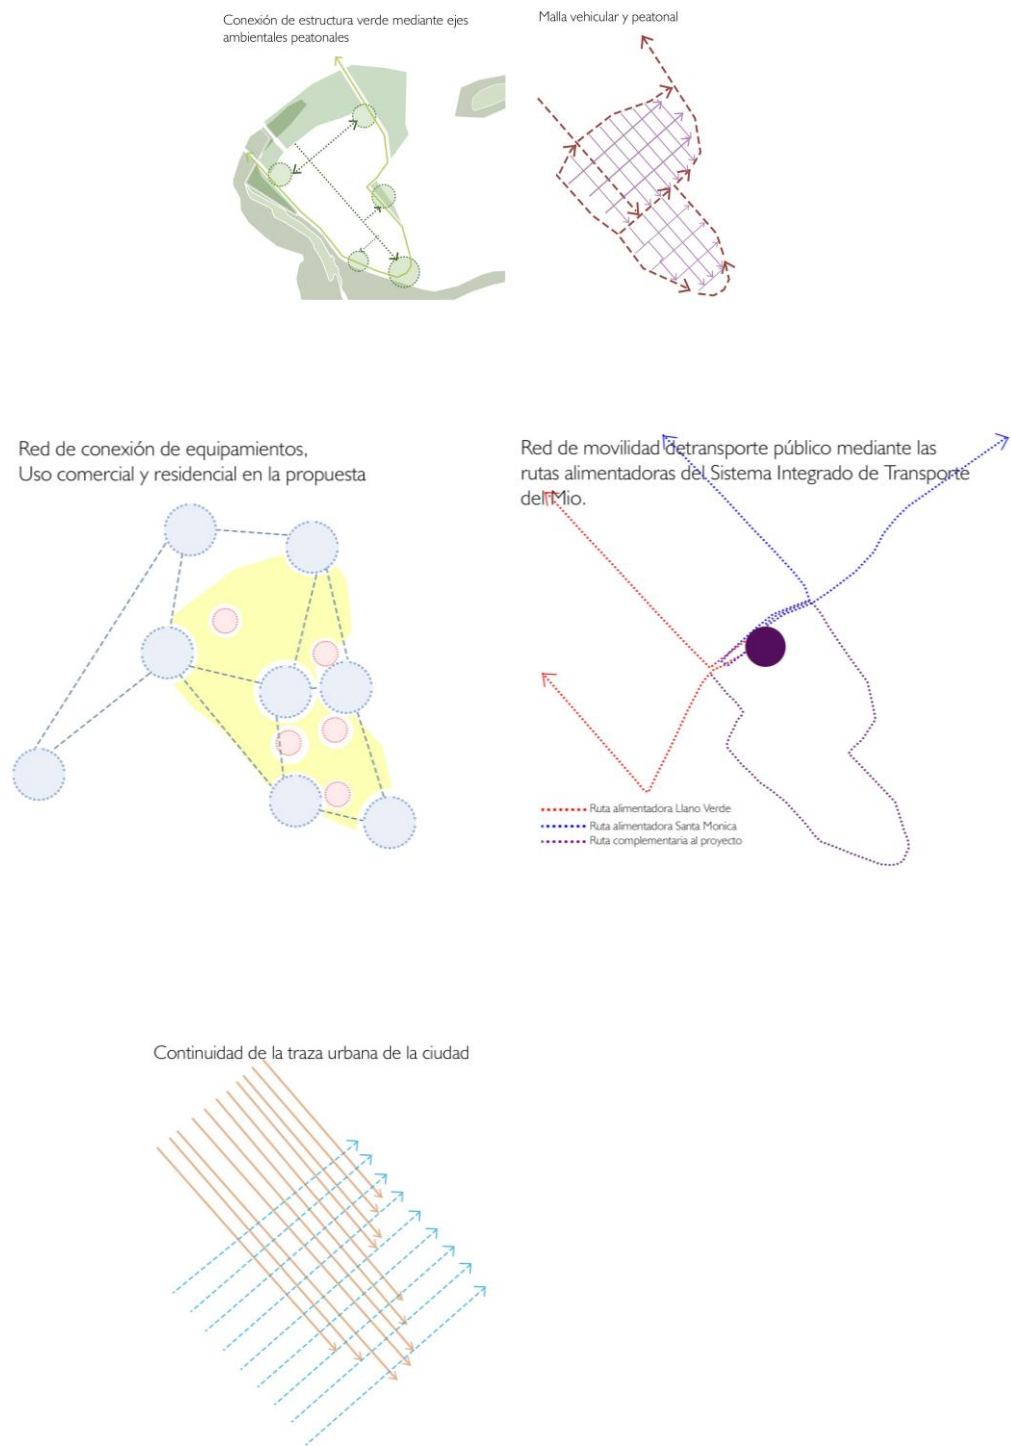 Conexión de estructura verde mediante ejes
ambientales peatonales
Malla vehicular y peatonal
Red de conexión de equipamientos,
Uso comercial y residencial en la propuesta
Red de movilidad detransporte público mediante las
rutas alimentadoras del Sistema Integrado de Transporte
del Mio.
Ruta alimentadora Llano Verde
Ruta alimentadora Santa Monica
Ruta complementaria al proyecto
Continuidad de la traza urbana de la ciudad